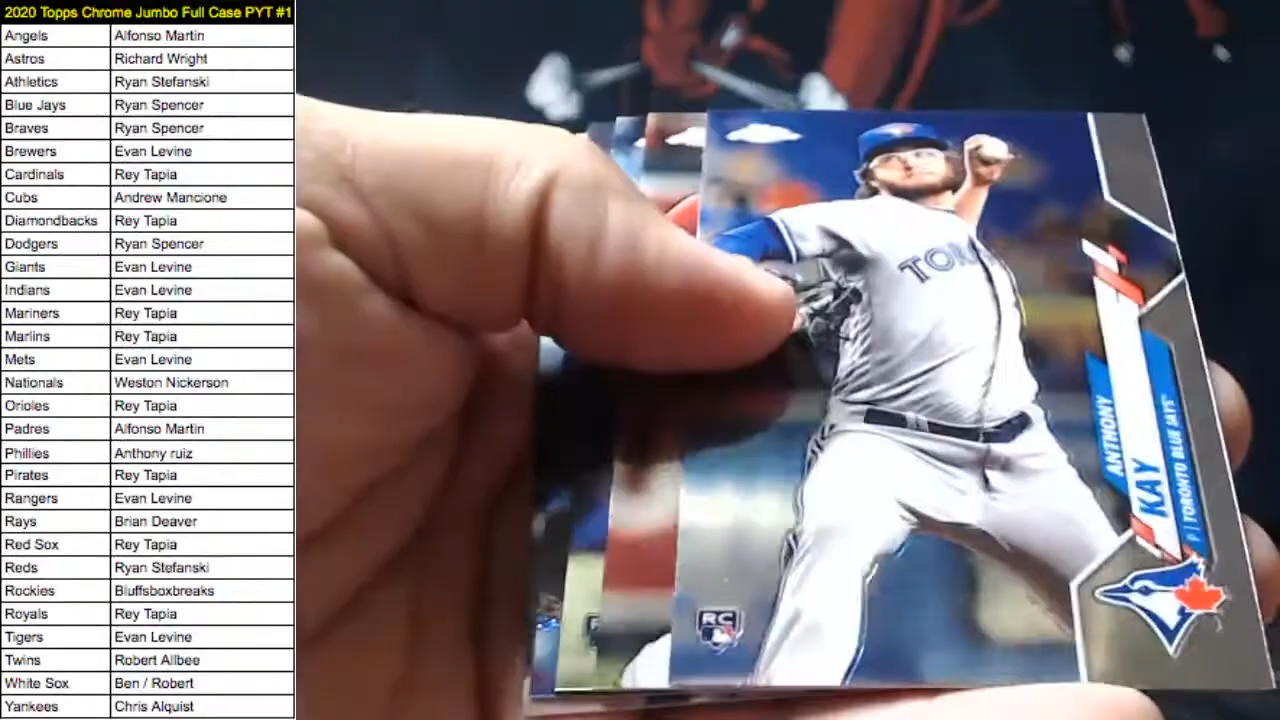 2020 Topps Chrome Jumbo Full Case PYT #1
Angels Alfonso Martin
Astros Richard Wright
Athletics Ryan Stefanski
Blue Jays Ryan Spencer
Braves Ryan Spencer
Brewers Evan Levine
Cardinals Rey Tapia
Cubs Andrew Mancione
Diamondbacks Rey Tapia
Dodgers Ryan Spencer
Giants Evan Levine
Indians Evan Levine
Mariners Rey Tapia
Marlins Rey Tapia
Mets Evan Levine
Nationals Weston Nickerson
Orioles Rey Tapia
Padres Alfonso Martin
Phillies Anthony ruiz
Pirates Rey Tapia
Rangers Evan Levine
Rays Brian Deaver
Red Sox Rey Tapia
Reds Ryan Stefanski
Rockies Bluffsboxbreaks
Royals Rey Tapia
Tigers Evan Levine
Twins Robert Allbee
White Sox Ben / Robert
Yankees Chris Alquist
TOR
ANTHONY
KAY
P | TORONTO BLUE JAYS™
RC